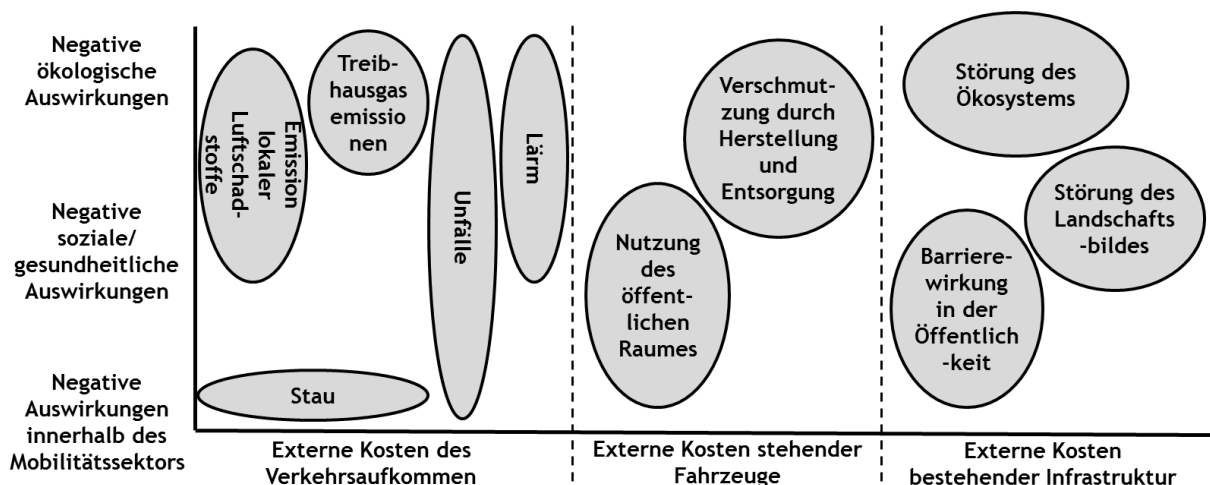 Negative
ökologische
Auswirkungen
Negative
soziale/
gesundheitliche
Auswirkungen
Negative
Auswirkungen
innerhalb des
Mobilitätssektors
Emission
lokaler
Luftschad-
stoffe
Treib-
hausgas
emissio
nen
Unfälle
Lärm
Stau
Verschmut-
zung durch
Herstellung
und
Entsorgung
Nutzung
des
öffent-
lichen
Raumes
Störung des
Ökosystems
Störung des
Landschafts
-bildes
Barriere-
wirkung
in der
Öffentlich
-keit
Externe Kosten des
Verkehrsaufkommen
Externe Kosten stehender
Fahrzeuge
Externe Kosten
bestehender Infrastruktur